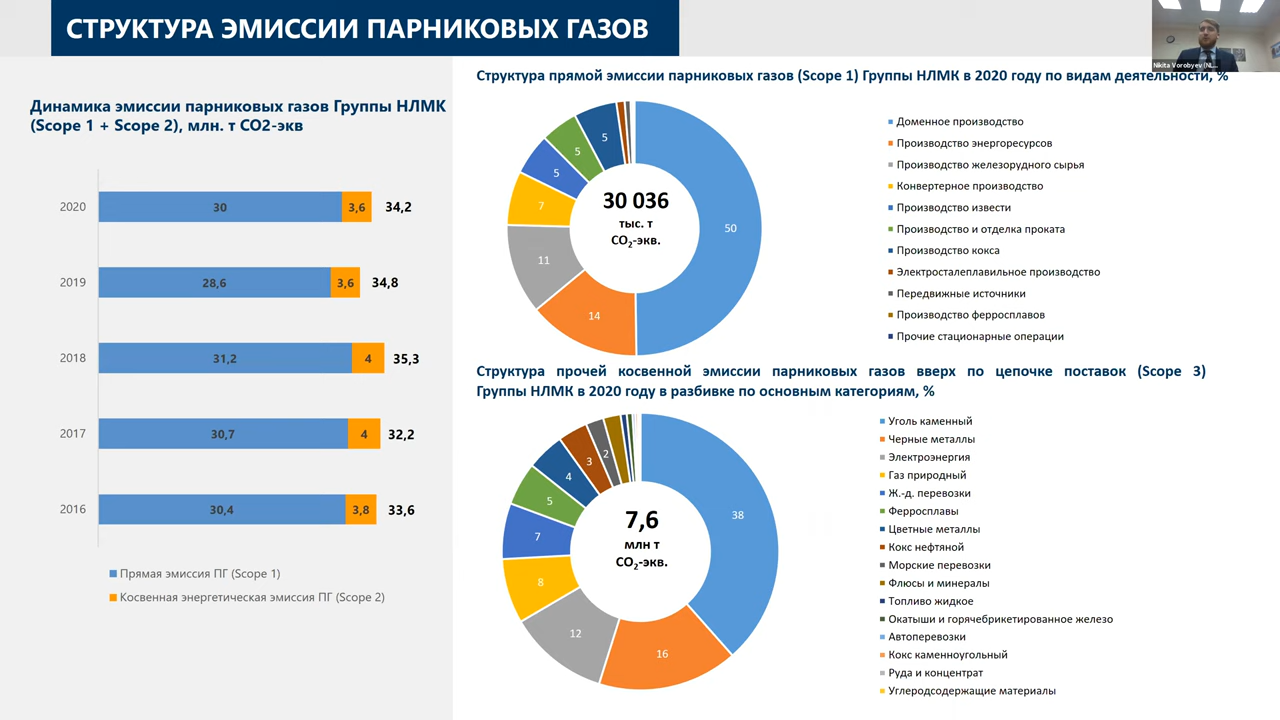 СТРУКТУРА ЭМИССИИ ПАРНИКОВЫХ ГАЗОВ
Nikita Vorobyev (NL...
Динамика эмиссии парниковых газов Группы НЛМК
(Scope 1 + Scope 2), млн. т СО2-экв
2020
30
3,6
34,2
2019
28,6
3,6
34,8
2018
31,2
4
35,3
2017
30,7
4
32,2
2016
30,4
3,8
33,6
Прямая эмиссия ПГ (Scope 1)
Косвенная энергетическая эмиссия ПГ (Scope 2)
Структура прямой эмиссии парниковых газов (Scope 1) Группы НЛМК в 2020 году по видам деятельности, %
50
14
11
7
5
5
5
30 036
тыс. т
СО2-экв.
Доменное производство
Производство энергоресурсов
Производство железорудного сырья
Конвертерное производство
Производство извести
Производство и отделка проката
Производство кокса
Электросталеплавильное производство
Передвижные источники
Производство ферросплавов
Прочие стационарные операции
Структура прочей косвенной эмиссии парниковых газов вверх по цепочке поставок (Scope 3)
Группы НЛМК в 2020 году в разбивке по основным категориям, %
38
16
12
8
7
5
4
3
2
7,6
млн т
СО2-экв.
Уголь каменный
Черные металлы
Электроэнергия
Газ природный
Ж.-д. перевозки
Ферросплавы
Цветные металлы
Кокс нефтяной
Морские перевозки
Флюсы и минералы
Топливо жидкое
Окатыши и горячебрикетированное железо
Автоперевозки
Кокс каменноугольный
Руда и концентрат
Углеродсодержащие материалы